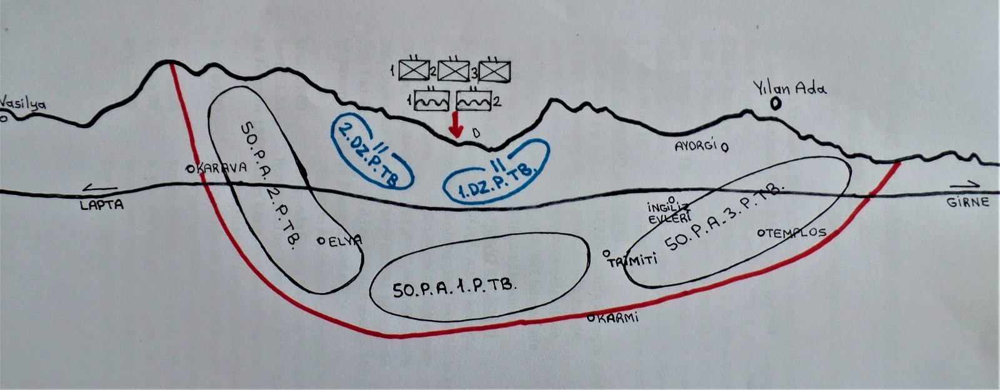 1 2 3
1 2
Yılan Ada
Vasilya
D
AYORGİ
2.DZ.P.TB
1.DZ.P.TB.
50.P.A. 2.P.TB.
KARAVA
LAPTA
GİRNE
İNGİLİZ
EVLERİ
50.P.A.3.P.TB.
TEMPLOS
ELYA
TRİMİTİ
50.P.A.1.P.TB.
KARMİ